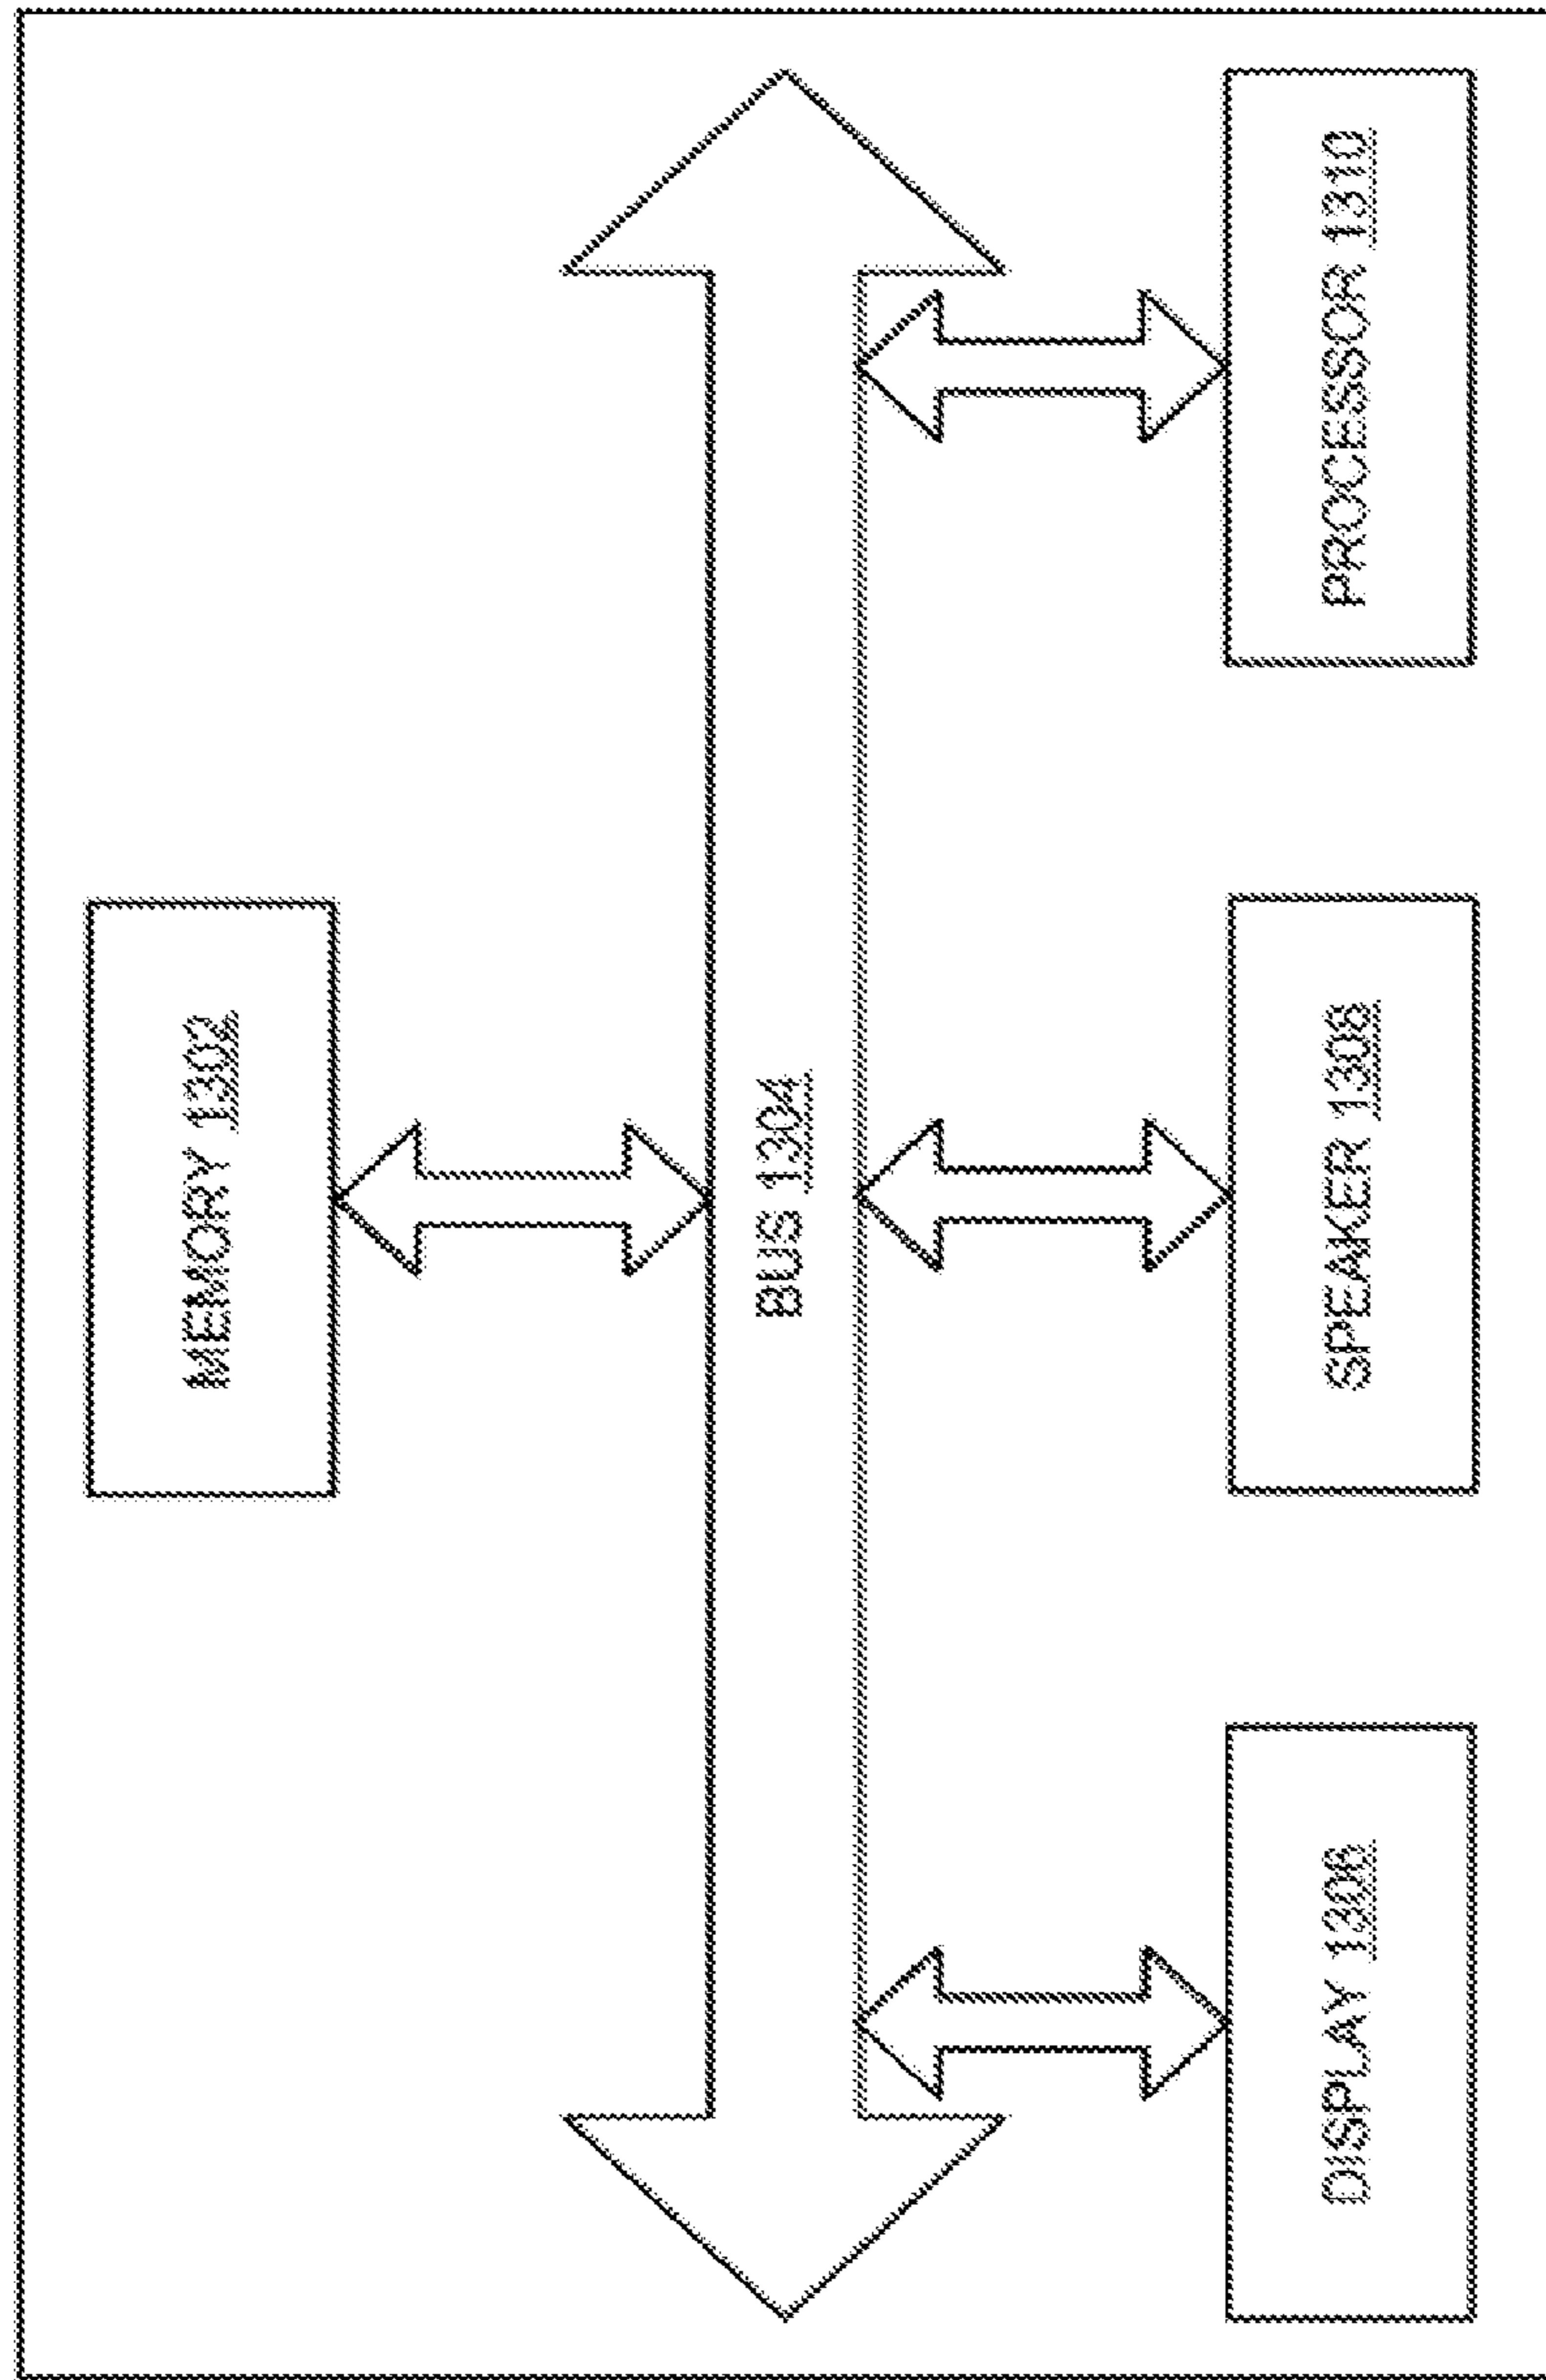 MEMORY 1302
BUS 1304
DISPLAY 1306
SPEAKER 1308
PROCESSOR 1310